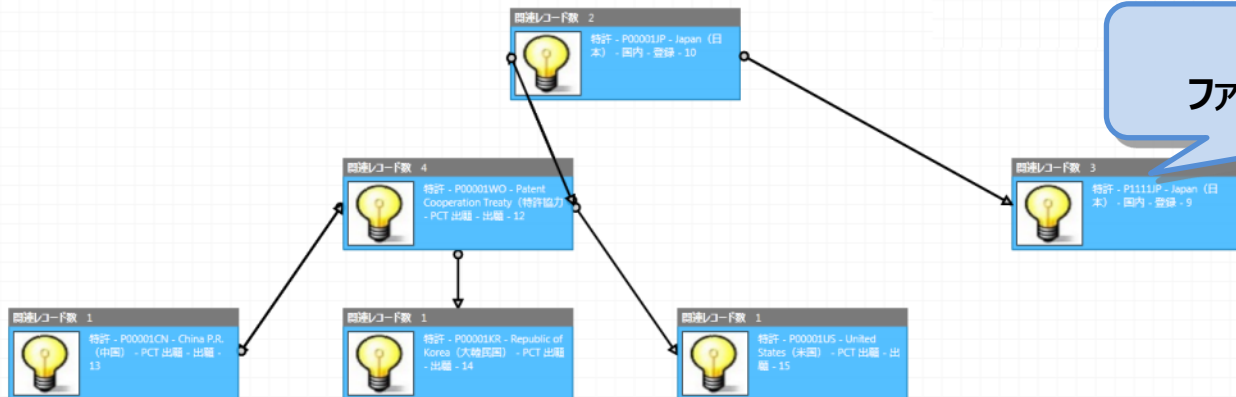 関連レコード数 2
特許 - P00001JP - Japan（日
本） - 国内 - 登録 - 10
ファ
関連レコード数 4
特許 - P00001WO - Patent
Cooperation Treaty（特許協力
- PCT 出願 - 出願 - 12
関連レコード数 3
特許 - P1111JP - Japan（日
本） - 国内 - 登録 - 9
関連レコード数 1
特許 - P00001CN - China P.R.
（中国） - PCT 出願 - 出願 -
13
関連レコード数 1
特許 - P00001KR - Republic of
Korea（大韓民国） - PCT 出願
- 出願 - 14
関連レコード数 1
特許 - P00001US - United
States（米国） - PCT 出願 - 出
願 - 15